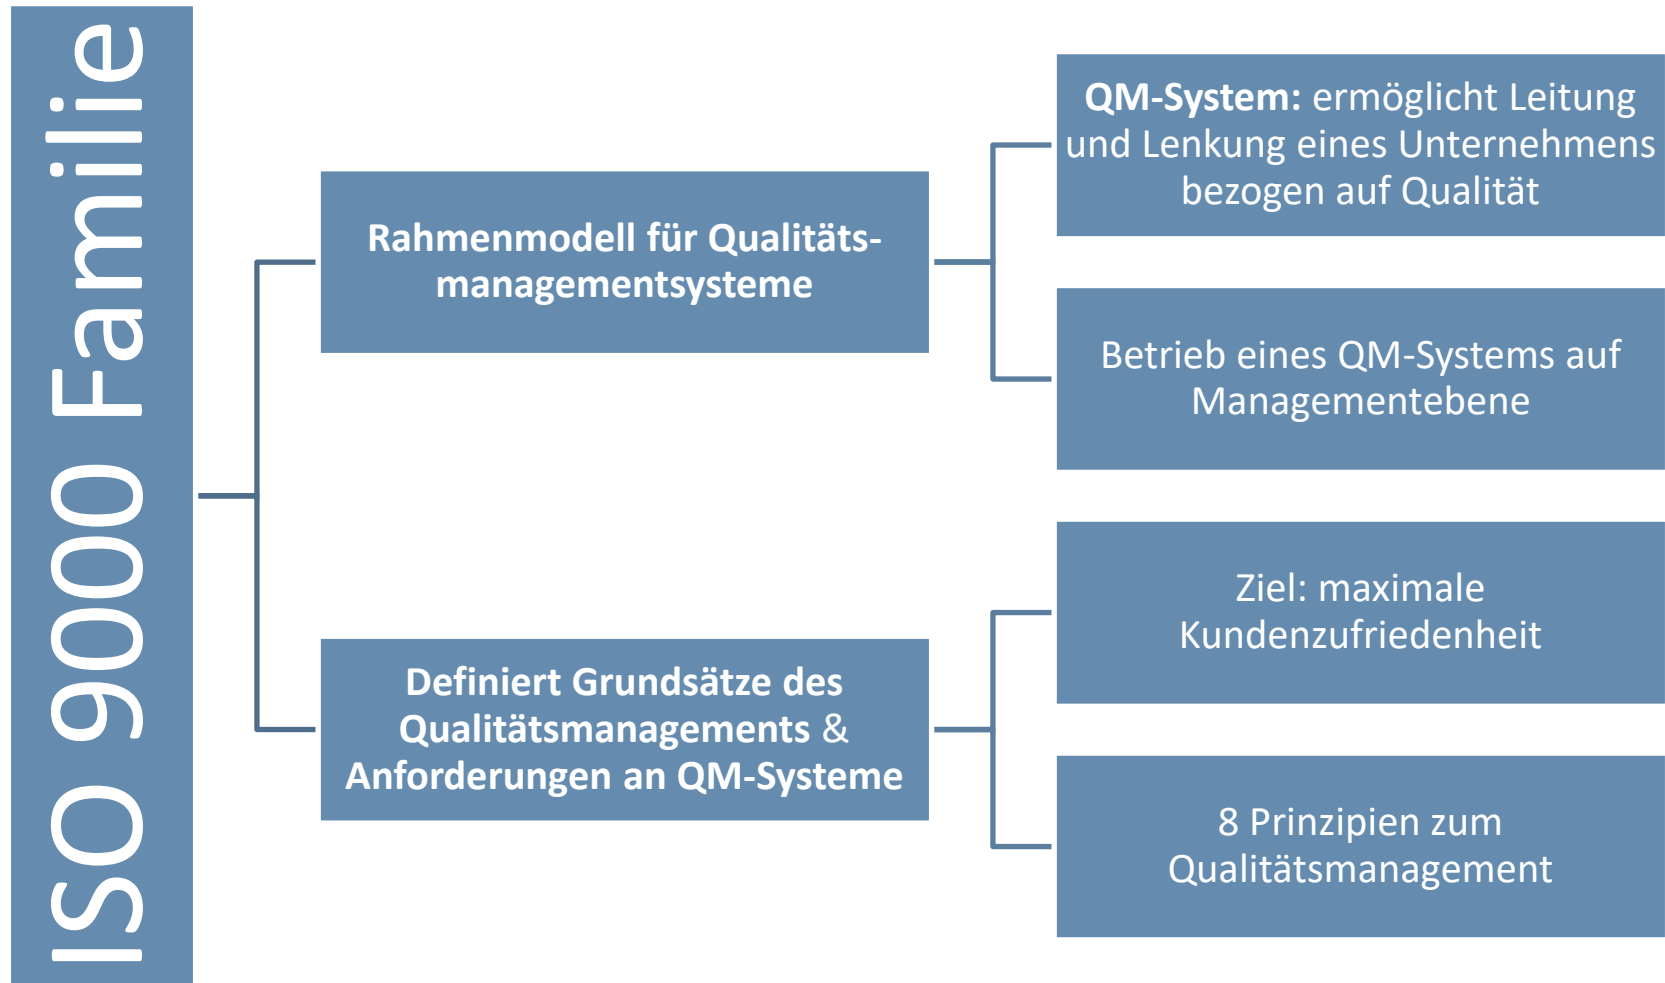 ISO 9000 Familie
Rahmenmodell für Qualitäts-
managementsysteme
QM-System: ermöglicht Leitung
und Lenkung eines Unternehmens
bezogen auf Qualität
Betrieb eines QM-Systems auf
Managementebene
Definiert Grundsätze des
Qualitätsmanagements &
Anforderungen an QM-Systeme
Ziel: maximale
Kundenzufriedenheit
8 Prinzipien zum
Qualitätsmanagement